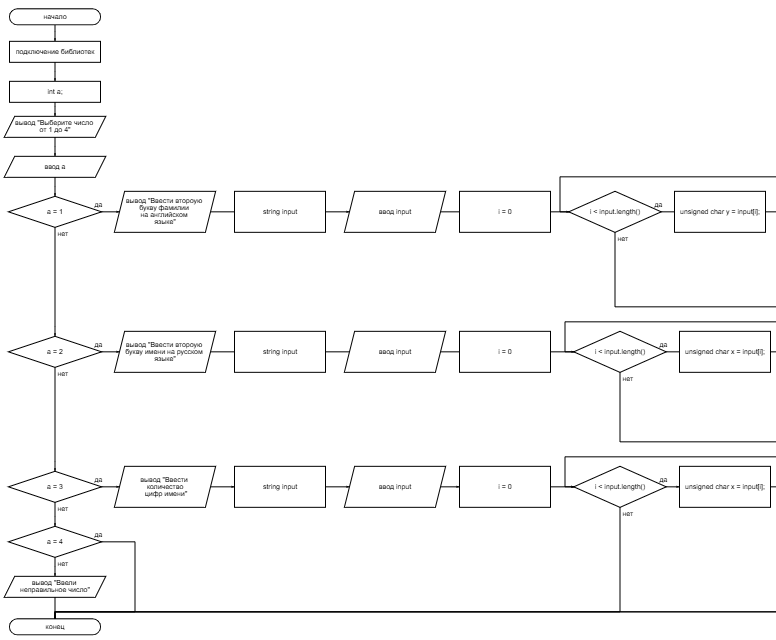 начало
подключение библиотек
int a;
вывод "Выберите число
от 1 до 4"
ввод a
a = 1
да
нет
вывод "Ввести вторую
букву фамилии
на английском
языке"
string input
ввод input
i = 0
i < input.length()
да
нет
unsigned char y = input[i];
a = 2
да
нет
вывод "Ввести вторую
букву имени на русском
языке"
string input
ввод input
i = 0
i < input.length()
да
нет
unsigned char x = input[i];
a = 3
да
нет
вывод "Ввести
количество
цифр имени"
string input
ввод input
i = 0
i < input.length()
да
нет
unsigned char x = input[i];
a = 4
да
нет
вывод "Ввели
неправильное число"
конец